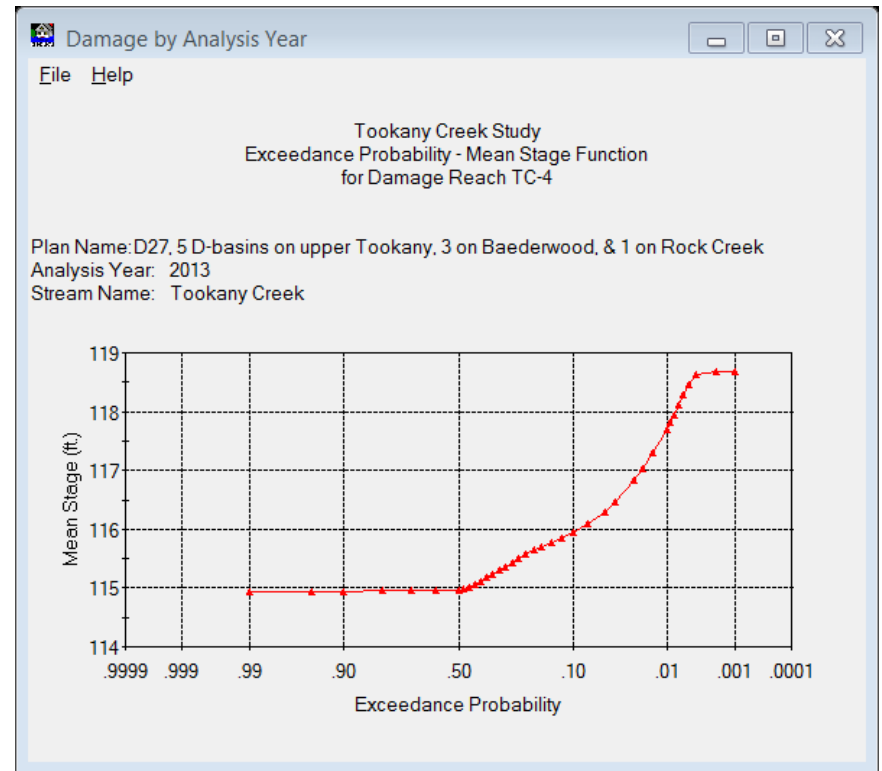 Damage by Analysis Year
File Help
Tookany Creek Study
Exceedance Probability - Mean Stage Function
for Damage Reach TC-4
Plan Name:D27, 5 D-basins on upper Tookany, 3 on Baederwood, & 1 on Rock Creek
Analysis Year: 2013
Stream Name: Tookany Creek
119
118
117
116
115
114
Mean Stage (ft.)
.9999 .999 .99 .90 .50 .10 .01 .001 .0001
Exceedance Probability